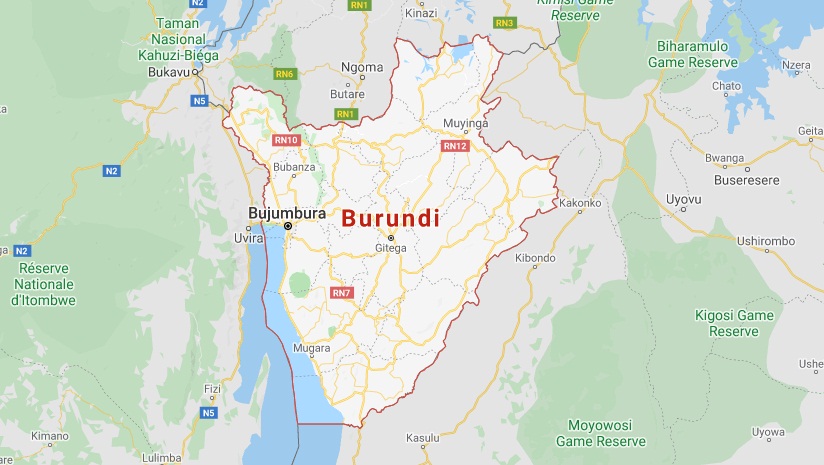 N2
RN1
Kinazi
Kimisi Game
Reserve
RN3
Taman
Nasional
Kahuzi-Biéga
Bukavu
Biharamulo
Game Reserve
Nzera
Ngoma
RN6
Butare
Chato
N5
RN1
Muyinga
Geita
RN10
RN12
Bubanza
N2
Bwanga
Buseresere
Bujumbura
Burundi
Kakonko
Uyovu
Uvira
Gitega
Ushirombo
N2
Kibondo
Réserve
Nationale
d'Itombwe
RN7
Kigosi Game
Reserve
Mugara
Ushe
Fizi
N5
Moyowosi
Game Reserve
Kimano
Kasulu
Uyowa
Lulimba